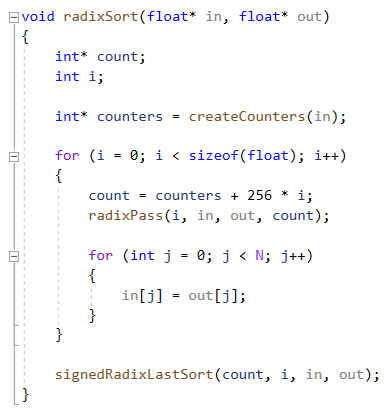 void radixSort(float* in, float* out)
{
    int* count;
    int i;

    int* counters = createCounters(in);

    for (i = 0; i < sizeof(float); i++)
    {
        count = counters + 256 * i;
        radixPass(i, in, out, count);

        for (int j = 0; j < N; j++)
        {
            in[j] = out[j];
        }
    }

    signedRadixLastSort(count, i, in, out);
}